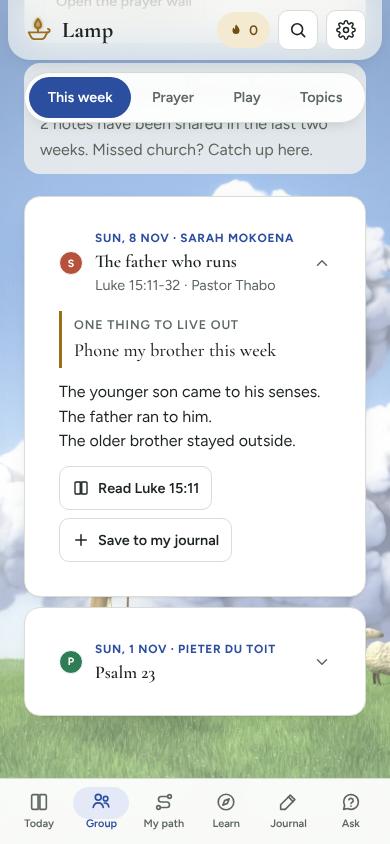 Open the prayer wall
Lamp
0
This week
Prayer
Play
Topics
2 notes have been shared in the last two
weeks. Missed church? Catch up here.
SUN, 8 NOV · SARAH MOKOENA
S
The father who runs
Luke 15:11-32 · Pastor Thabo
ONE THING TO LIVE OUT
Phone my brother this week
The younger son came to his senses.
The father ran to him.
The older brother stayed outside.
Read Luke 15:11
Save to my journal
SUN, 1 NOV · PIETER DU TOIT
P
Psalm 23
Today
Group
My path
Learn
Journal
Ask